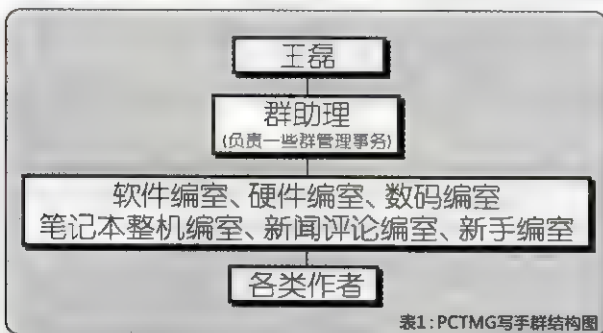 王磊
群助理
(负责一些群管理事务)
软件编室、硬件编室、数码编室
笔记本整机编室、新闻评论编室、新手编室
各类作者
表1:PCTMG写手群结构图